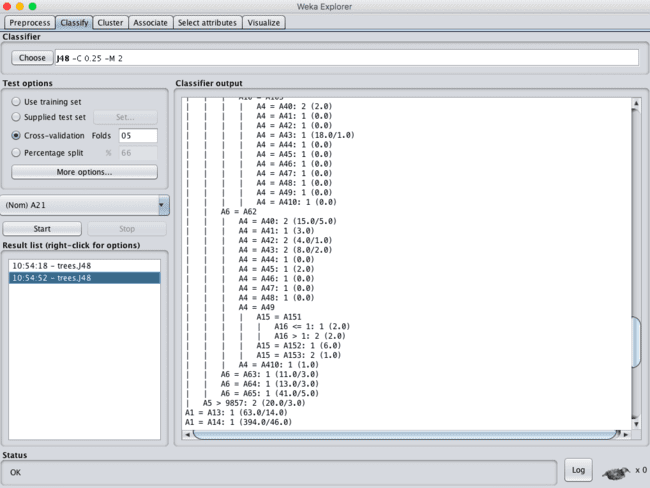 Weka Explorer
Preprocess Classify Cluster Associate Select attributes Visualize
Classifier
Choose J48 -C 0.25 -M 2
Test options
Use training set
Supplied test set Set...
Cross-validation Folds 05
Percentage split % 66
More options...
(Nom) A21
Start Stop
Result list (right-click for options)
10:54:18 - trees.J48
10:54:52 - trees.J48
Classifier output
| | | | A4 = A40: 2 (2.0)
| | | | A4 = A41: 1 (0.0)
| | | | A4 = A42: 1 (0.0)
| | | | A4 = A43: 1 (18.0/1.0)
| | | | A4 = A44: 1 (0.0)
| | | | A4 = A45: 1 (0.0)
| | | | A4 = A46: 1 (0.0)
| | | | A4 = A47: 1 (0.0)
| | | | A4 = A48: 1 (0.0)
| | | | A4 = A49: 1 (0.0)
| | | | A4 = A410: 1 (0.0)
| | A6 = A62
| | | A4 = A40: 2 (15.0/5.0)
| | | A4 = A41: 1 (3.0)
| | | A4 = A42: 2 (4.0/1.0)
| | | A4 = A43: 2 (8.0/2.0)
| | | A4 = A44: 1 (0.0)
| | | A4 = A45: 1 (2.0)
| | | A4 = A46: 1 (0.0)
| | | A4 = A47: 1 (0.0)
| | | A4 = A48: 1 (0.0)
| | | A4 = A49
| | | | A15 = A151
| | | | | A16 <= 1: 1 (2.0)
| | | | | A16 > 1: 2 (2.0)
| | | | A15 = A152: 1 (6.0)
| | | | A15 = A153: 2 (1.0)
| | | A4 = A410: 1 (1.0)
| | A6 = A63: 1 (11.0/3.0)
| | A6 = A64: 1 (13.0/3.0)
| | A6 = A65: 1 (41.0/5.0)
| A5 > 9857: 2 (20.0/3.0)
A1 = A13: 1 (63.0/14.0)
A1 = A14: 1 (394.0/46.0)
Status
OK
Log x 0